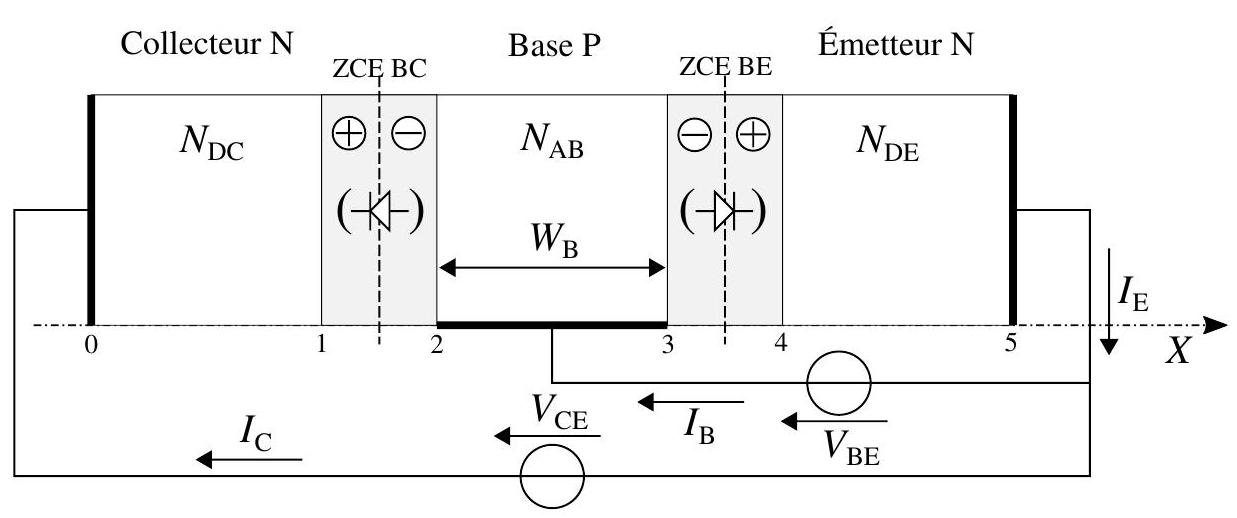 Collecteur N
Base P
Émetteur N
ZCE BC
ZCE BE
N_DC
N_AB
N_DE
+
−
−
+
( )
( )
W_B
0
1
2
3
4
5
X
I_E
V_CE
I_B
V_BE
I_C